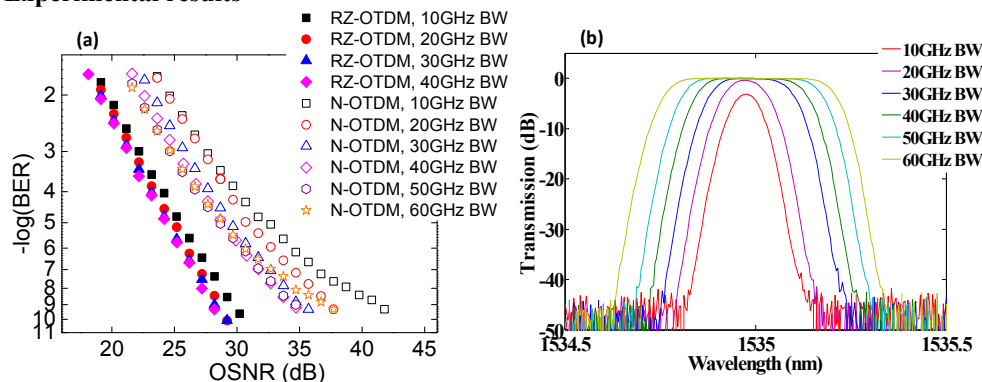 Experimental results
(a)
2
3
4
5
6
7
8
9
10
11
-log(BER)
20
25
30
35
40
45
OSNR (dB)
RZ-OTDM, 10GHz BW
RZ-OTDM, 20GHz BW
RZ-OTDM, 30GHz BW
RZ-OTDM, 40GHz BW
N-OTDM, 10GHz BW
N-OTDM, 20GHz BW
N-OTDM, 30GHz BW
N-OTDM, 40GHz BW
N-OTDM, 50GHz BW
N-OTDM, 60GHz BW
(b)
0
-10
-20
-30
-40
-50
Transmission (dB)
1534.5
1535
1535.5
Wavelength (nm)
10GHz BW
20GHz BW
30GHz BW
40GHz BW
50GHz BW
60GHz BW